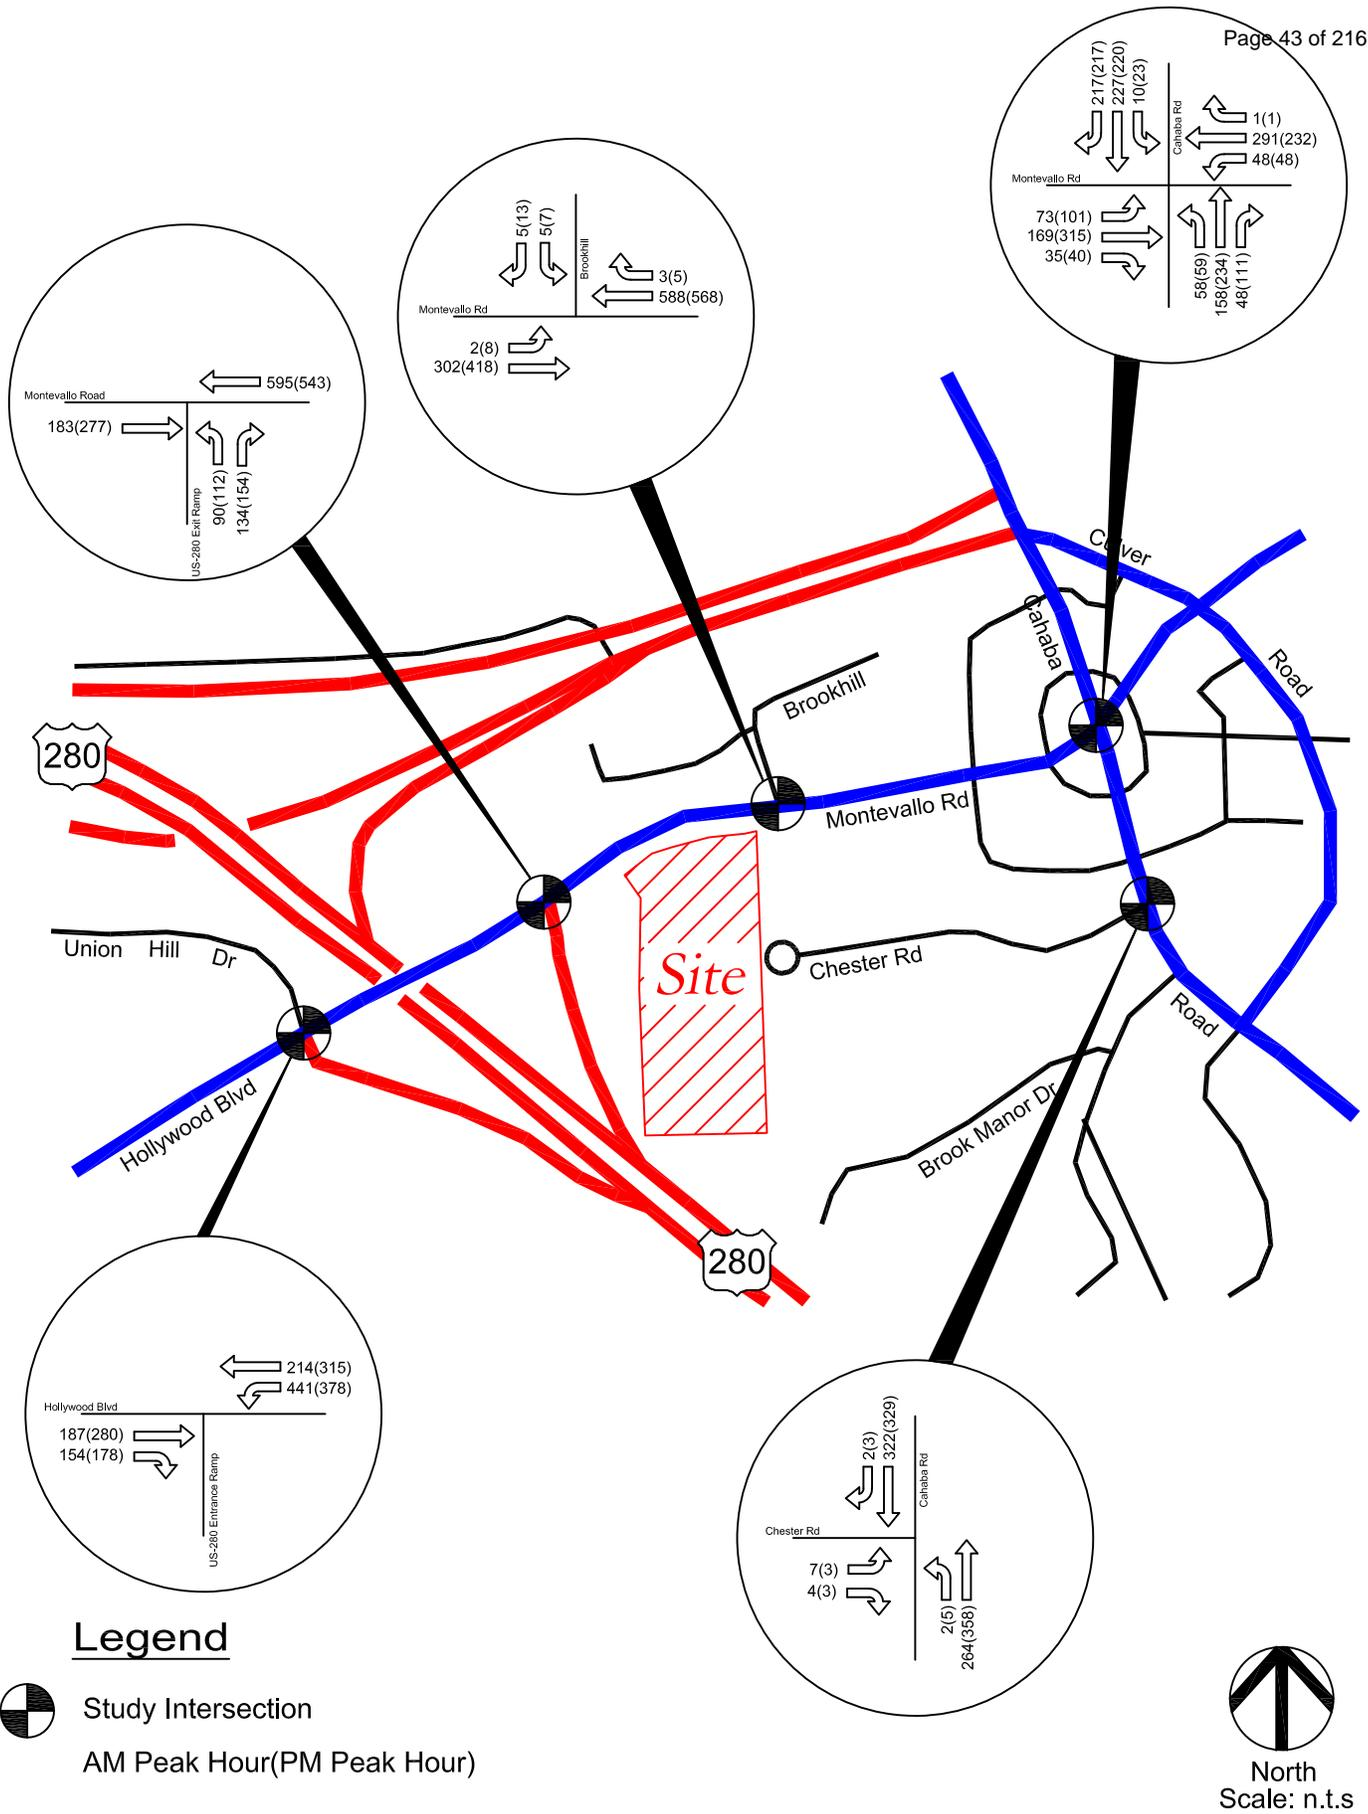 Page 43 of 216
217(217)
227(220)
10(23)
Cahaba Rd
1(1)
291(232)
48(48)
Montevallo Rd
73(101)
169(315)
35(40)
58(59)
158(234)
48(111)
5(13)
5(7)
Brookhill
3(5)
588(568)
Montevallo Rd
2(8)
302(418)
595(543)
Montevallo Road
183(277)
90(112)
134(154)
US-280 Exit Ramp
Culver
Cahaba
Road
Brookhill
280
Montevallo Rd
Union Hill Dr
Site
Chester Rd
Road
Hollywood Blvd
Brook Manor Dr
280
214(315)
441(378)
Hollywood Blvd
187(280)
154(178)
US-280 Entrance Ramp
2(3)
322(329)
Cahaba Rd
Chester Rd
7(3)
4(3)
2(5)
264(358)
Legend
Study Intersection
AM Peak Hour(PM Peak Hour)
North
Scale: n.t.s